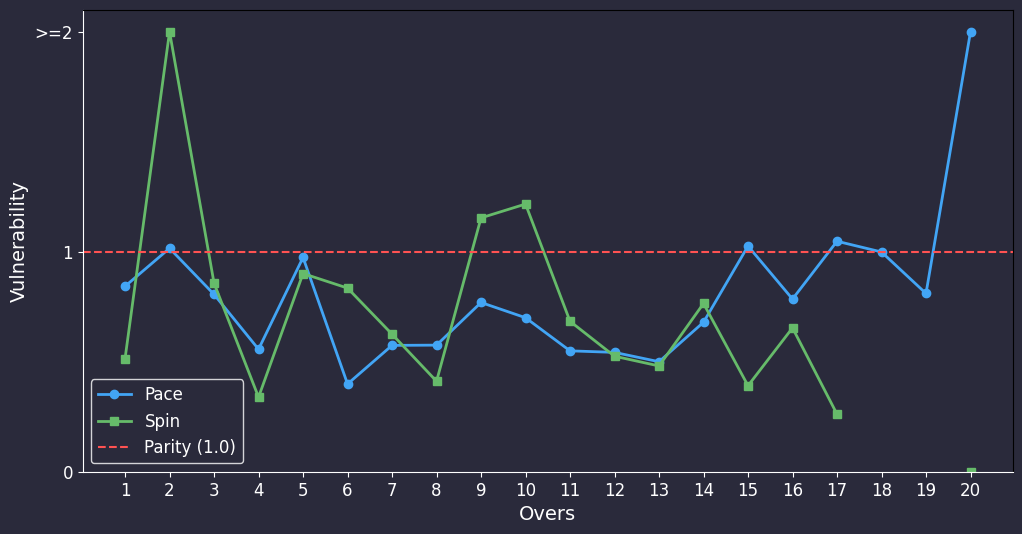 >=2
1
0
Vulnerability
Pace
Spin
Parity (1.0)
1 2 3 4 5 6 7 8 9 10 11 12 13 14 15 16 17 18 19 20
Overs